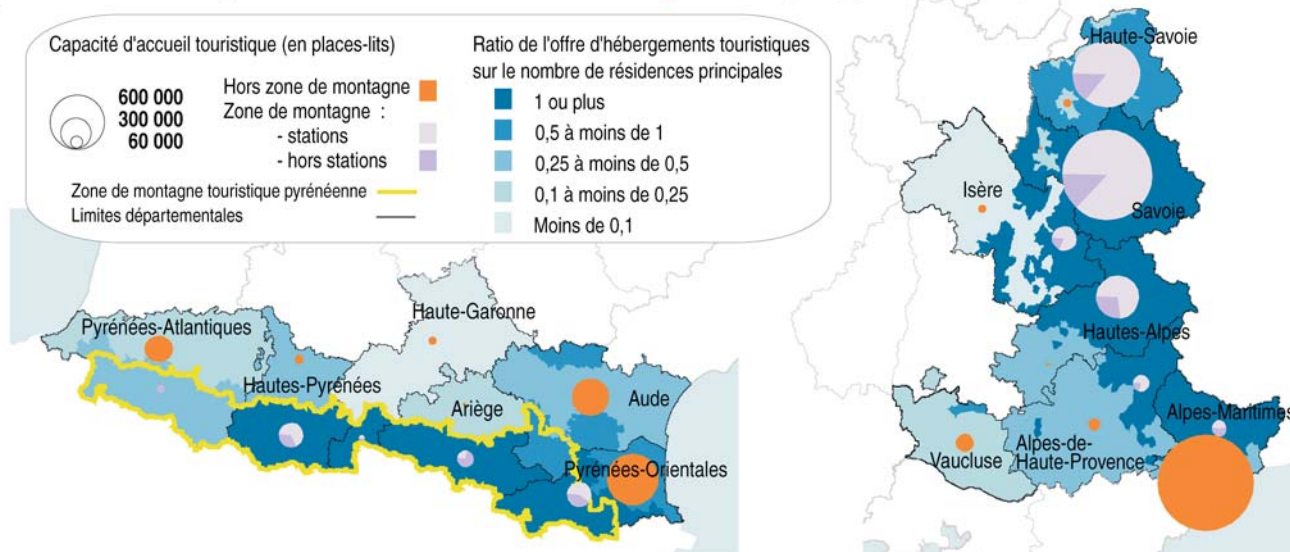 Capacité d'accueil touristique (en places-lits)
600 000
300 000
60 000
Hors zone de montagne
Zone de montagne :
- stations
- hors stations
Zone de montagne touristique pyrénéenne
Limites départementales
Ratio de l'offre d'hébergements touristiques
sur le nombre de résidences principales
1 ou plus
0,5 à moins de 1
0,25 à moins de 0,5
0,1 à moins de 0,25
Moins de 0,1
Pyrénées-Atlantiques
Hautes-Pyrénées
Haute-Garonne
Ariège
Aude
Pyrénées-Orientales
Haute-Savoie
Savoie
Isère
Hautes-Alpes
Alpes-Maritimes
Alpes-de-
Haute-Provence
Vaucluse